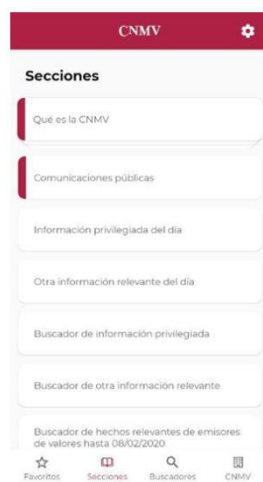 CNMV
Secciones
Qué es la CNMV
Comunicaciones públicas
Información privilegiada del día
Otra información relevante del día
Buscador de información privilegiada
Buscador de otra información relevante
Buscador de hechos relevantes de emisores
de valores hasta 08/02/2020
Favoritos Secciones Buscadores CNMV